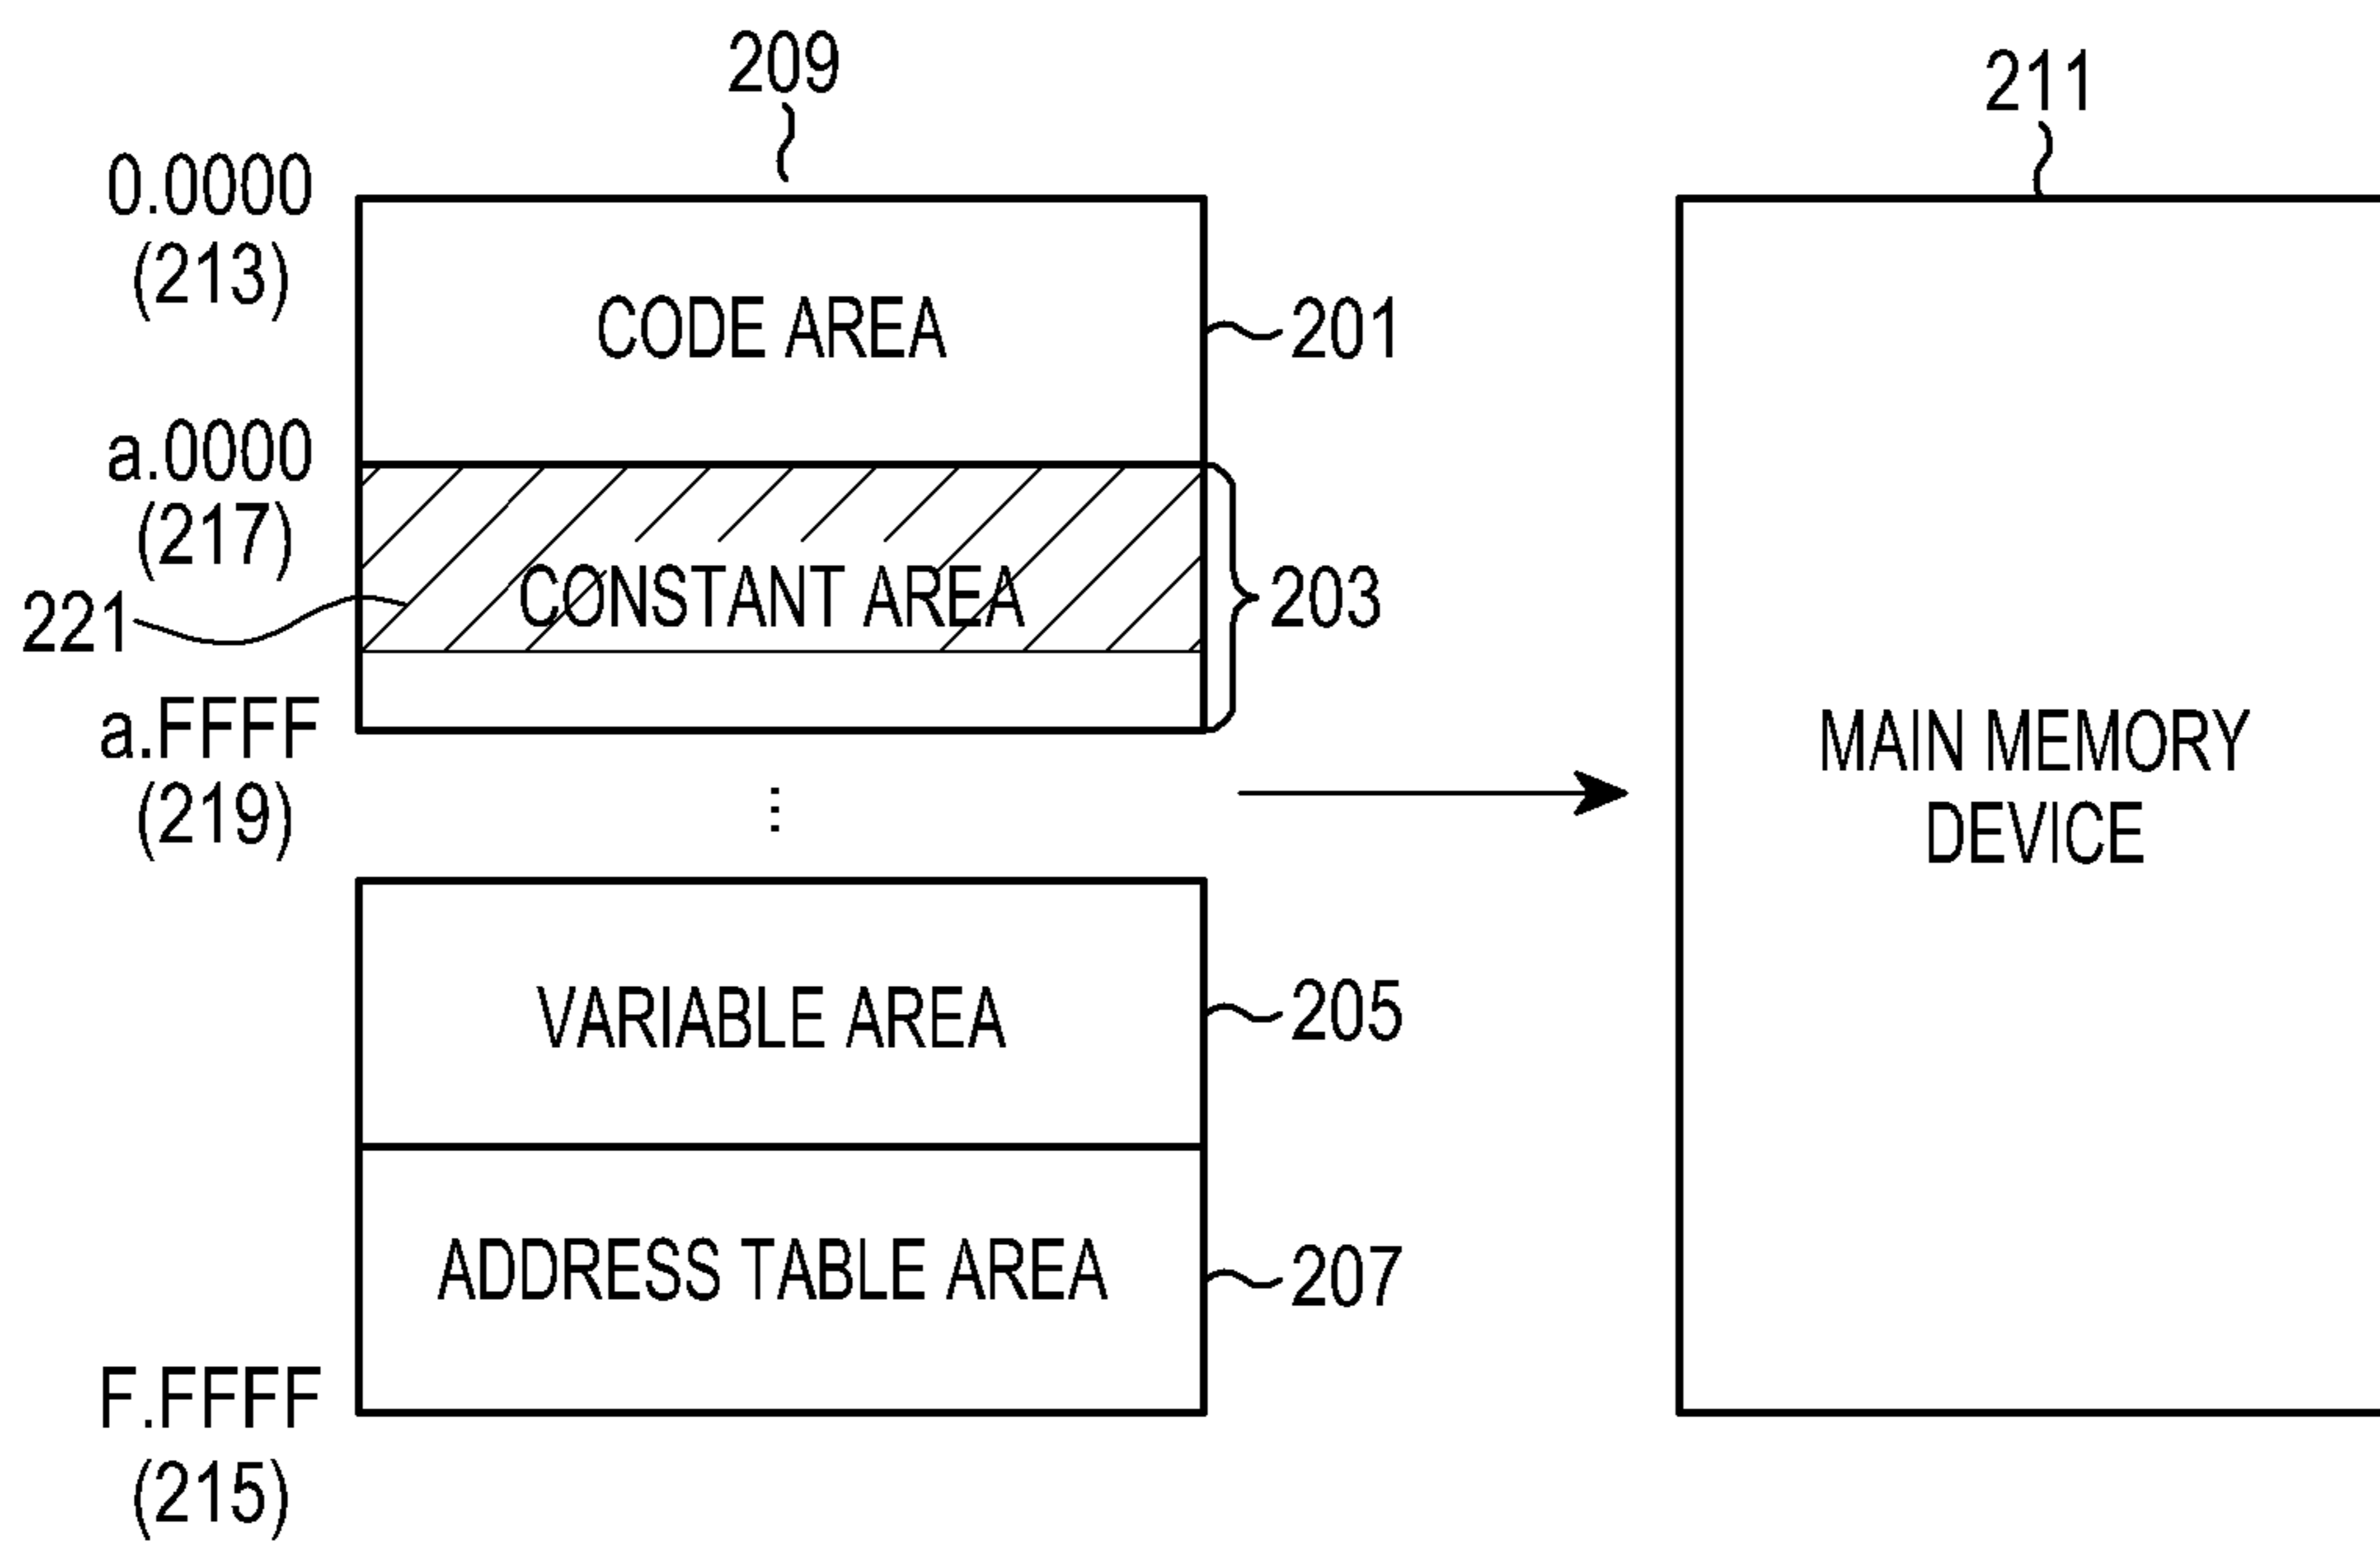 209
211
0.0000
(213)
CODE AREA
201
a.0000
(217)
CONSTANT AREA
203
221
a.FFFF
(219)
MAIN MEMORY
DEVICE
VARIABLE AREA
205
ADDRESS TABLE AREA
207
F.FFFF
(215)